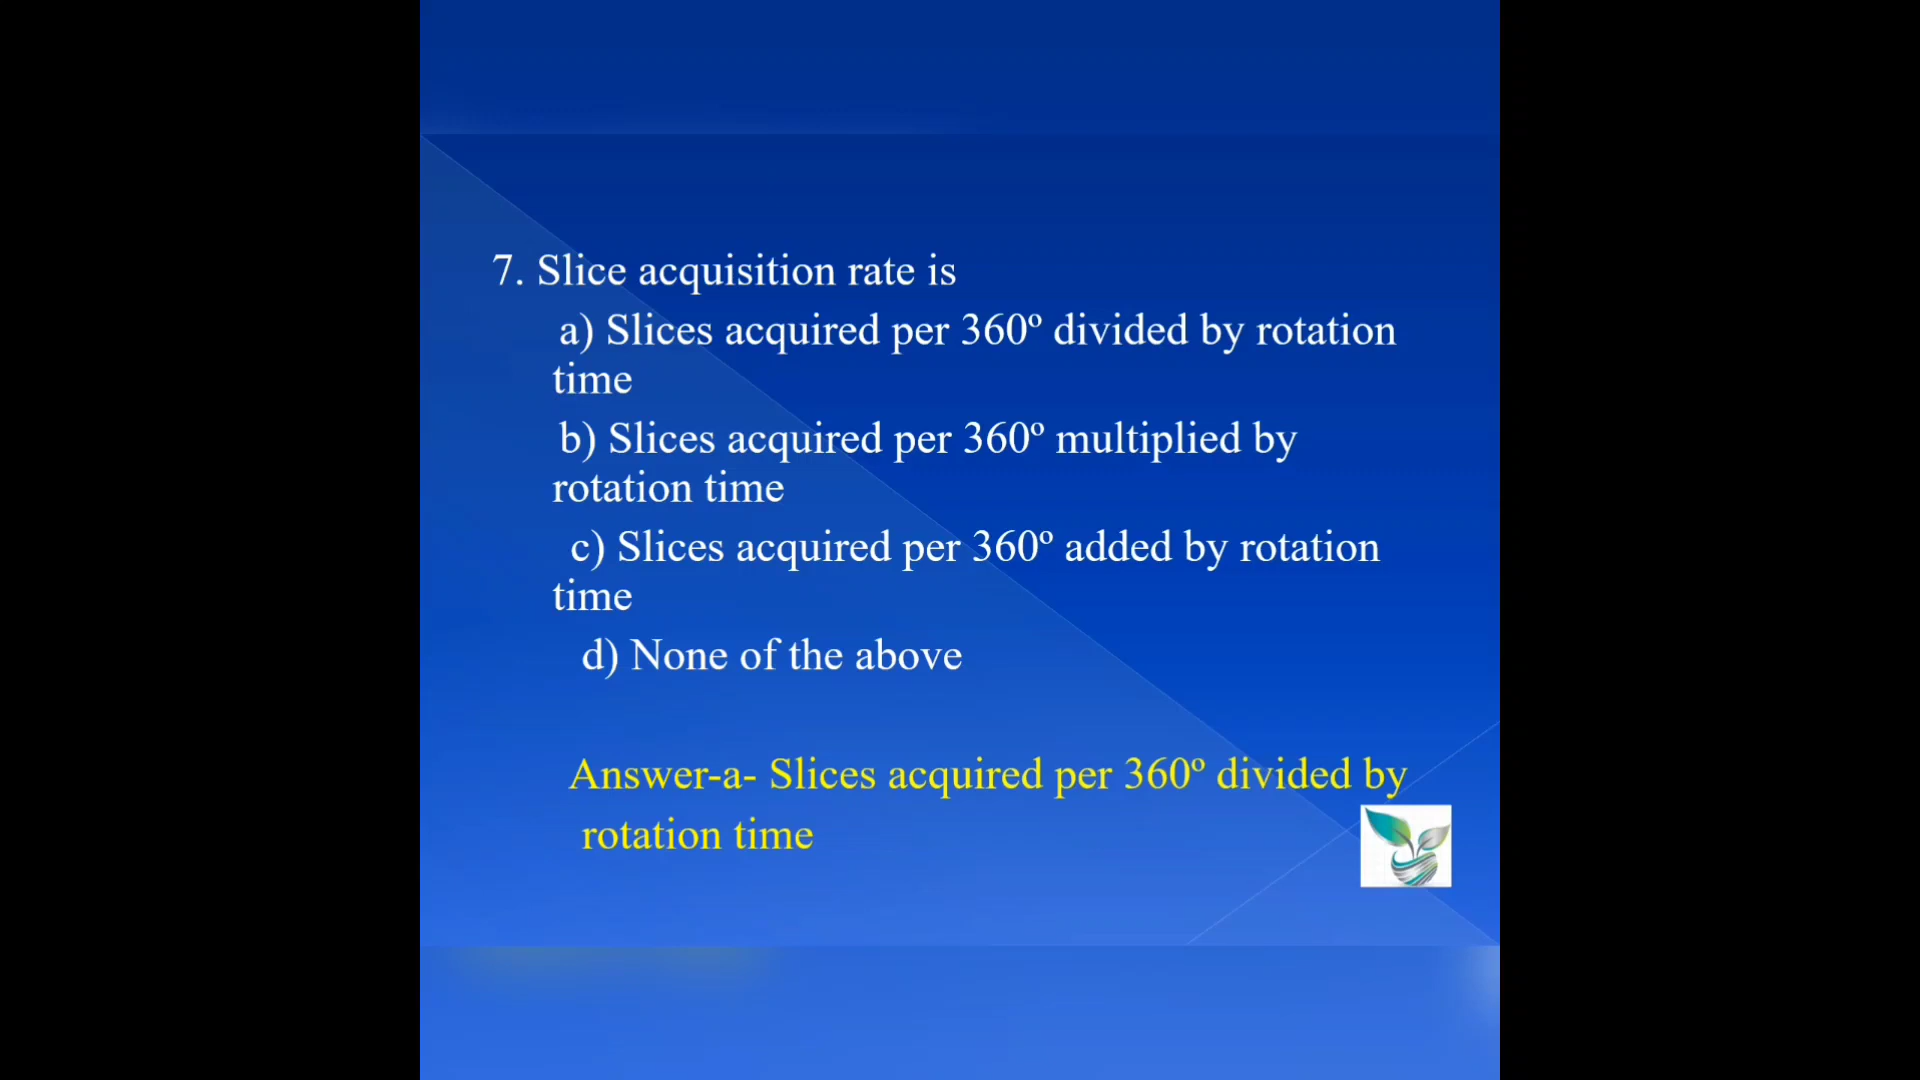 7. Slice acquisition rate is
a) Slices acquired per 360º divided by rotation
time
b) Slices acquired per 360º multiplied by
rotation time
c) Slices acquired per 360º added by rotation
time
d) None of the above
Answer-a- Slices acquired per 360º divided by
rotation time